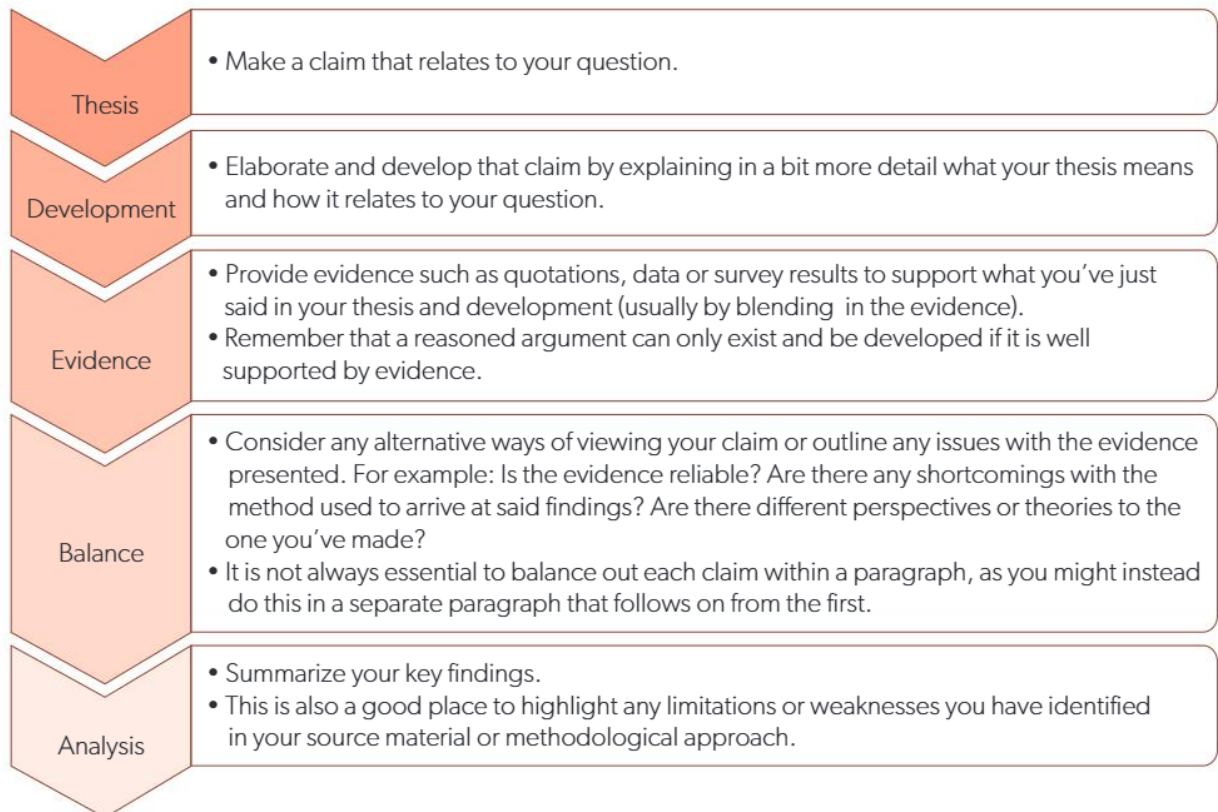 Thesis
• Make a claim that relates to your question.
Development
• Elaborate and develop that claim by explaining in a bit more detail what your thesis means
and how it relates to your question.
Evidence
• Provide evidence such as quotations, data or survey results to support what you’ve just
said in your thesis and development (usually by blending in the evidence).
• Remember that a reasoned argument can only exist and be developed if it is well
supported by evidence.
Balance
• Consider any alternative ways of viewing your claim or outline any issues with the evidence
presented. For example: Is the evidence reliable? Are there any shortcomings with the
method used to arrive at said findings? Are there different perspectives or theories to the
one you’ve made?
• It is not always essential to balance out each claim within a paragraph, as you might instead
do this in a separate paragraph that follows on from the first.
Analysis
• Summarize your key findings.
• This is also a good place to highlight any limitations or weaknesses you have identified
in your source material or methodological approach.